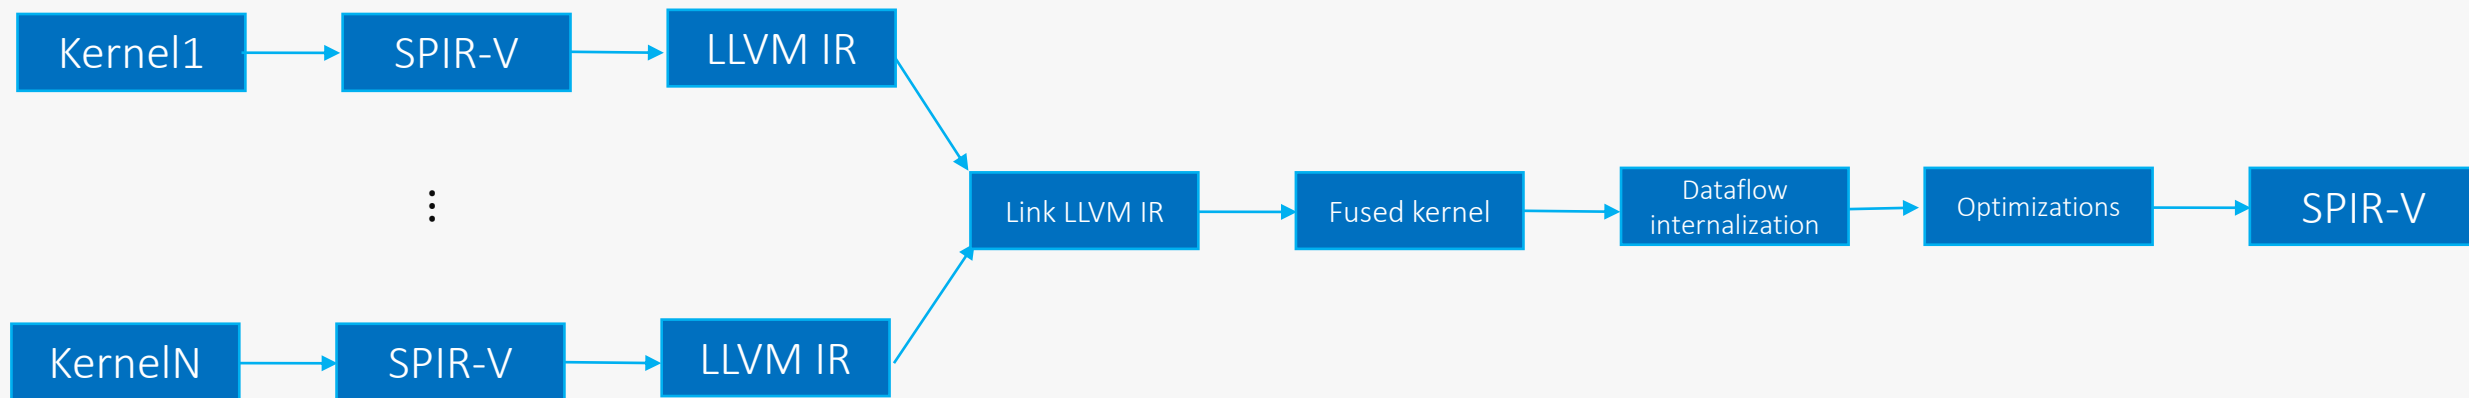 Kernel1
SPIR-V
LLVM IR
⋮
Link LLVM IR
Fused kernel
Dataflow
internalization
Optimizations
SPIR-V
KernelN
SPIR-V
LLVM IR